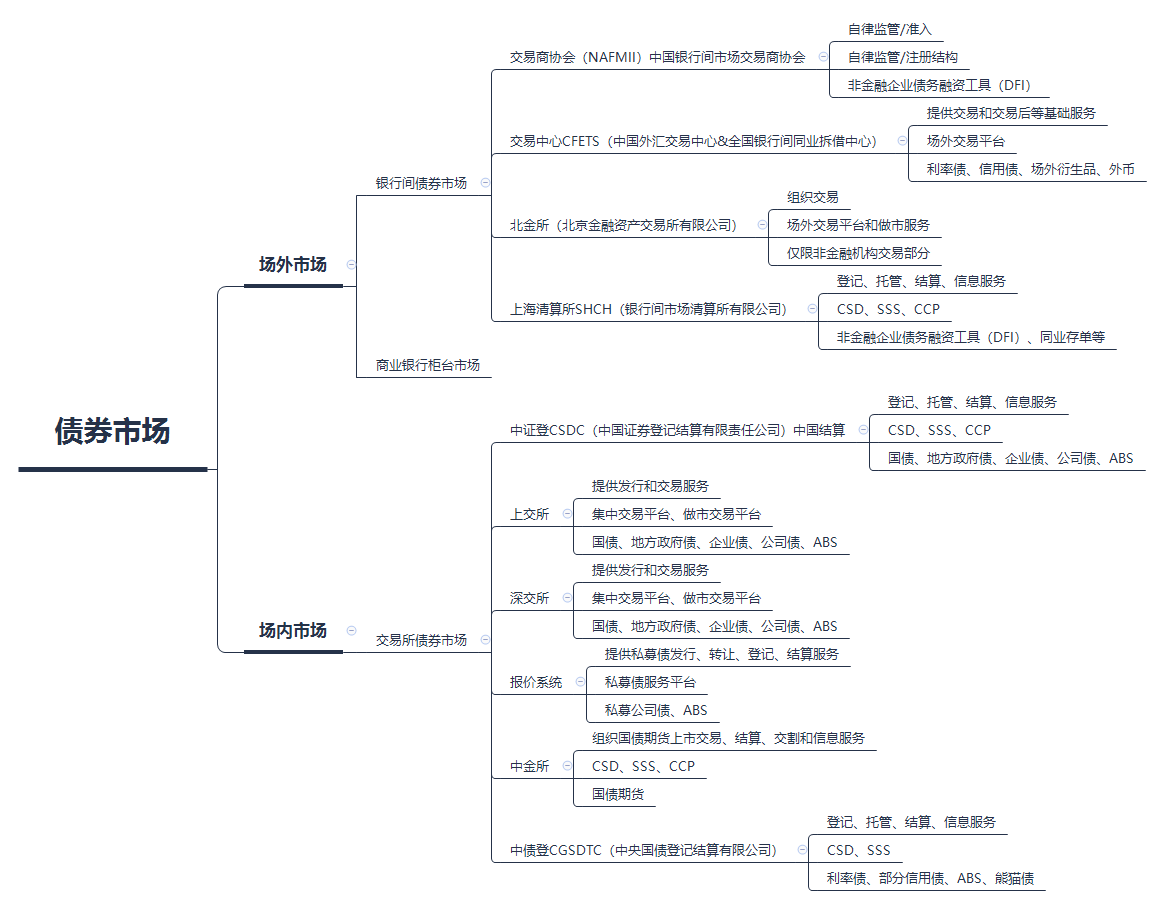 债券市场
场外市场
银行间债券市场
交易商协会（NAFMII）中国银行间市场交易商协会
自律监管/准入
自律监管/注册结构
非金融企业债务融资工具（DFI）
交易中心CFETS（中国外汇交易中心&全国银行间同业拆借中心）
提供交易和交易后等基础服务
场外交易平台
利率债、信用债、场外衍生品、外币
北金所（北京金融资产交易所有限公司）
组织交易
场外交易平台和做市服务
仅限非金融机构交易部分
上海清算所SHCH（银行间市场清算所有限公司）
登记、托管、结算、信息服务
CSD、SSS、CCP
非金融企业债务融资工具（DFI）、同业存单等
商业银行柜台市场
场内市场
交易所债券市场
中证登CSDC（中国证券登记结算有限责任公司）中国结算
登记、托管、结算、信息服务
CSD、SSS、CCP
国债、地方政府债、企业债、公司债、ABS
上交所
提供发行和交易服务
集中交易平台、做市交易平台
国债、地方政府债、企业债、公司债、ABS
深交所
提供发行和交易服务
集中交易平台、做市交易平台
国债、地方政府债、企业债、公司债、ABS
报价系统
提供私募债发行、转让、登记、结算服务
私募债服务平台
私募公司债、ABS
中金所
组织国债期货上市交易、结算、交割和信息服务
CSD、SSS、CCP
国债期货
中债登CGSDTC（中央国债登记结算有限公司）
登记、托管、结算、信息服务
CSD、SSS
利率债、部分信用债、ABS、熊猫债